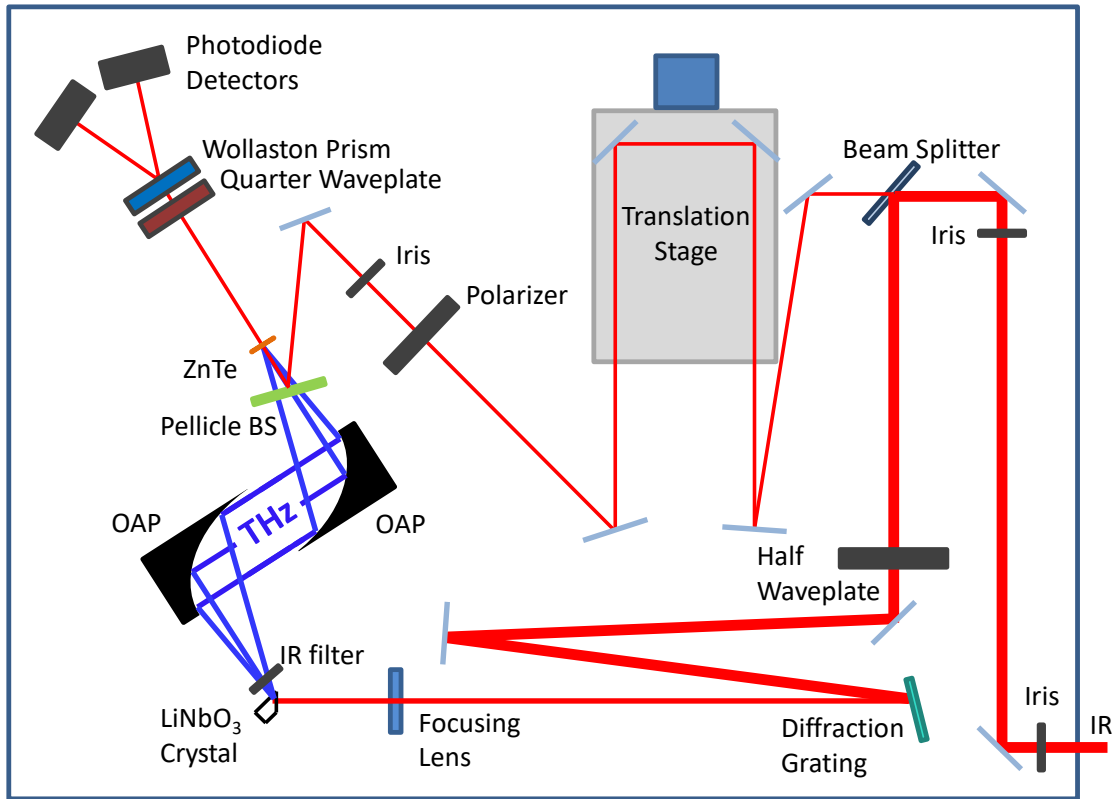 Photodiode
Detectors
Wollaston Prism
Quarter Waveplate
Iris
Polarizer
Translation
Stage
Beam Splitter
Iris
ZnTe
Pellicle BS
OAP
THz
OAP
Half
Waveplate
IR filter
LiNbO₃
Crystal
Focusing
Lens
Diffraction
Grating
Iris
IR